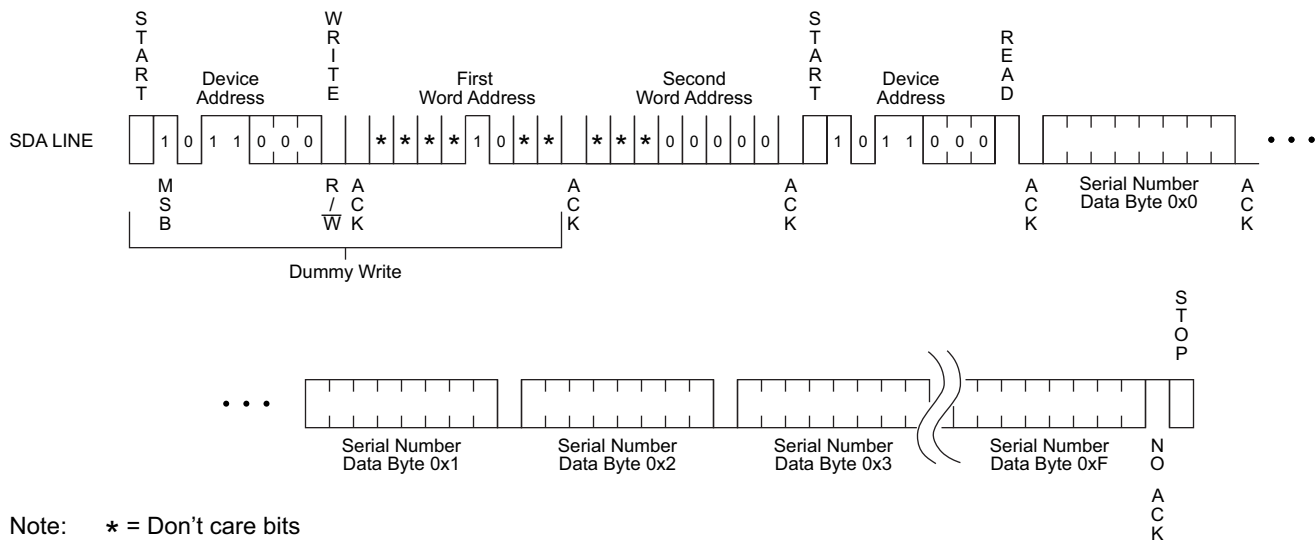 START
WRITE
START
READ
Device
Address
First
Word Address
Second
Word Address
Device
Address
SDA LINE
1 0 1 1 0 0 0
* * * * 1 0 * *
* * * 0 0 0 0 0
1 0 1 1 0 0 0
• • •
MSB
R/W
ACK
ACK
ACK
ACK
Serial Number
Data Byte 0x0
ACK
Dummy Write
STOP
• • •
Serial Number
Data Byte 0x1
Serial Number
Data Byte 0x2
Serial Number
Data Byte 0x3
Serial Number
Data Byte 0xF
NO ACK
Note: * = Don't care bits